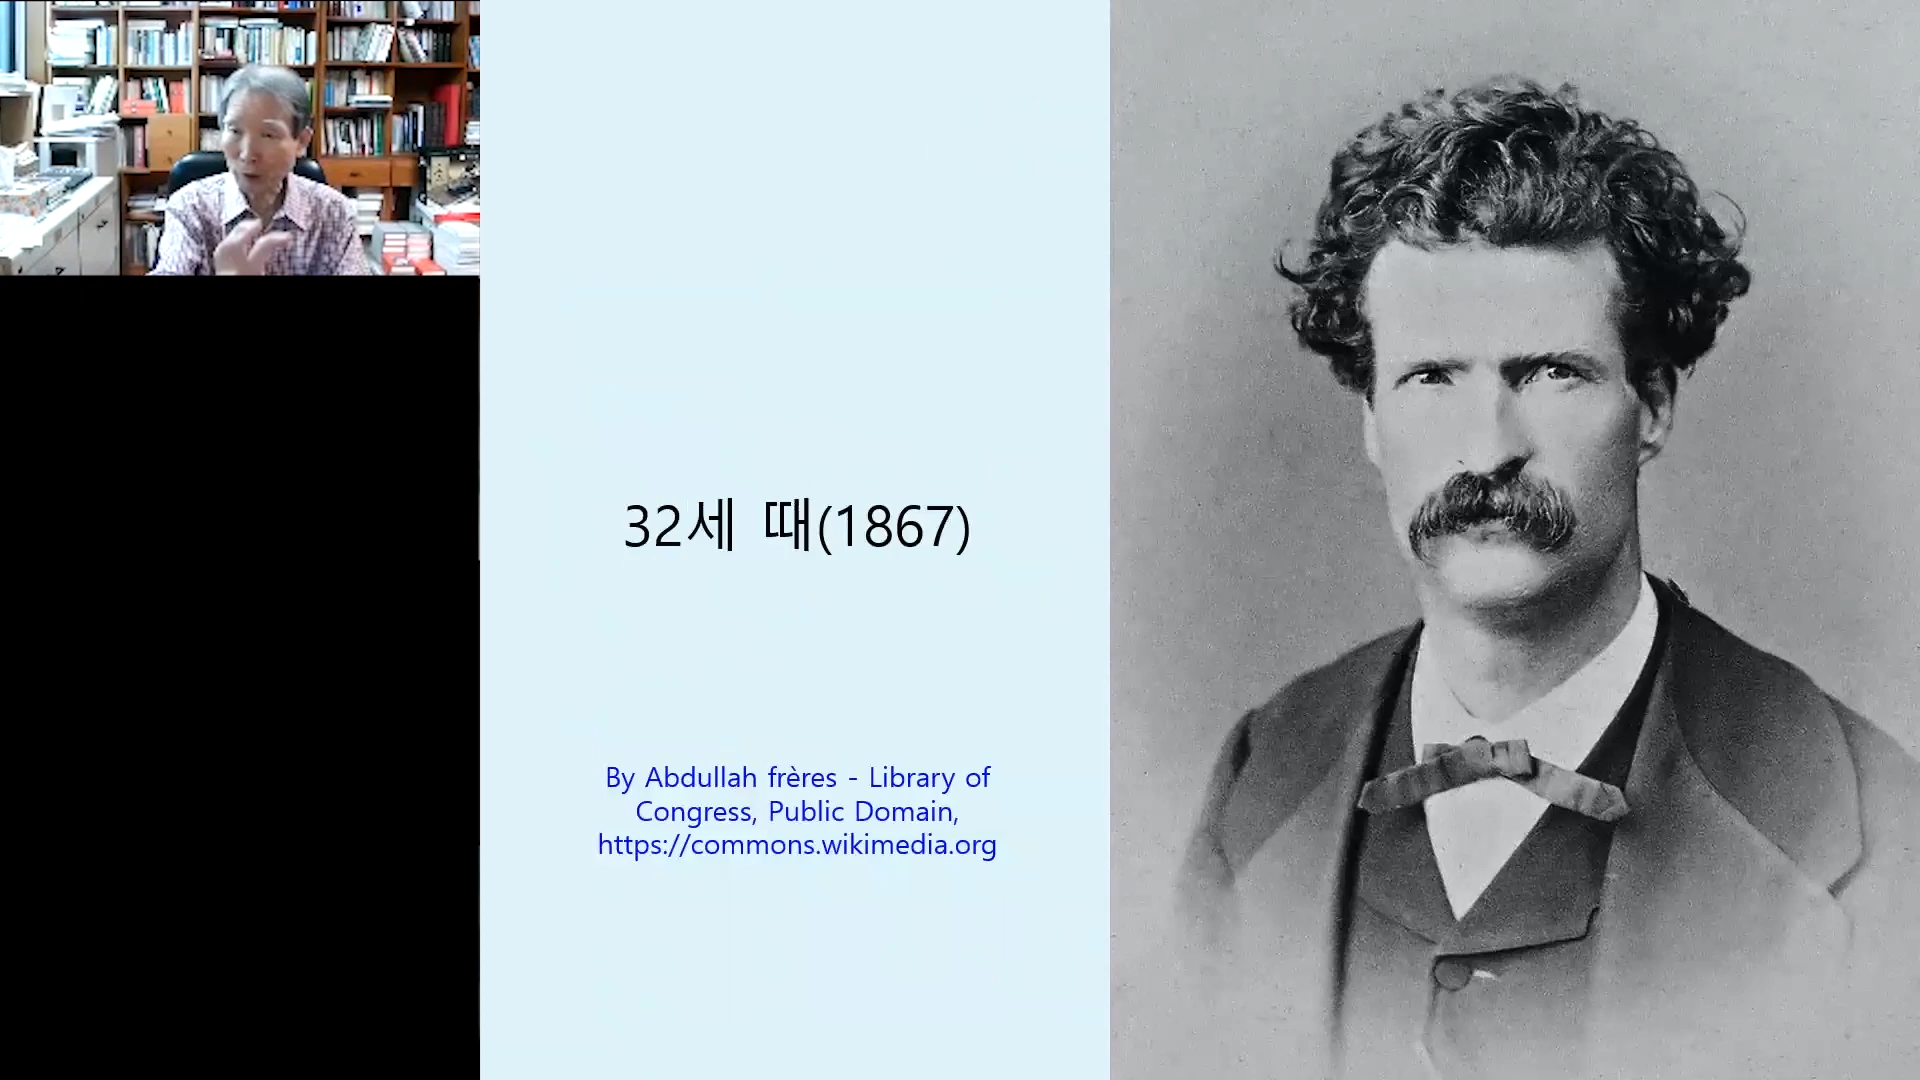 32세 때(1867)
By Abdullah frères - Library of
Congress, Public Domain,
https://commons.wikimedia.org